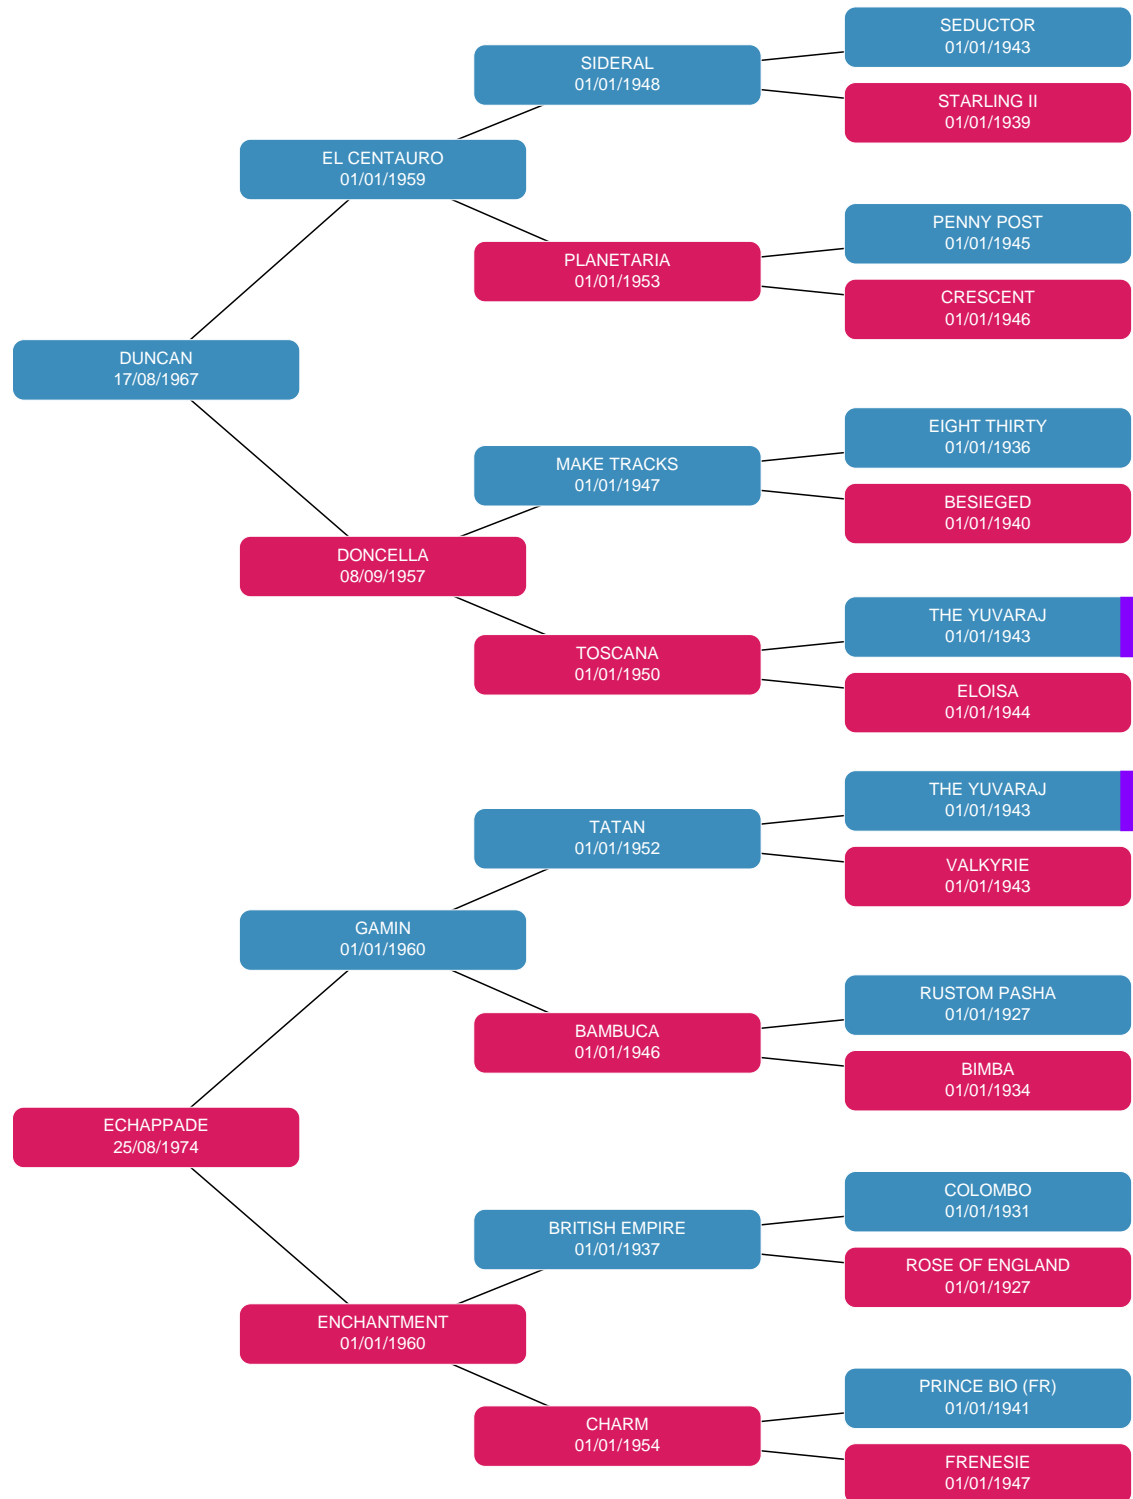 SEDUCTOR
01/01/1943
SIDERAL
01/01/1948
STARLING II
01/01/1939
EL CENTAURO
01/01/1959
PENNY POST
01/01/1945
PLANETARIA
01/01/1953
CRESCENT
01/01/1946
DUNCAN
17/08/1967
EIGHT THIRTY
01/01/1936
MAKE TRACKS
01/01/1947
BESIEGED
01/01/1940
DONCELLA
08/09/1957
THE YUVARAJ
01/01/1943
TOSCANA
01/01/1950
ELOISA
01/01/1944
THE YUVARAJ
01/01/1943
TATAN
01/01/1952
VALKYRIE
01/01/1943
GAMIN
01/01/1960
RUSTOM PASHA
01/01/1927
BAMBUCA
01/01/1946
BIMBA
01/01/1934
ECHAPPADE
25/08/1974
COLOMBO
01/01/1931
BRITISH EMPIRE
01/01/1937
ROSE OF ENGLAND
01/01/1927
ENCHANTMENT
01/01/1960
PRINCE BIO (FR)
01/01/1941
CHARM
01/01/1954
FRENESIE
01/01/1947